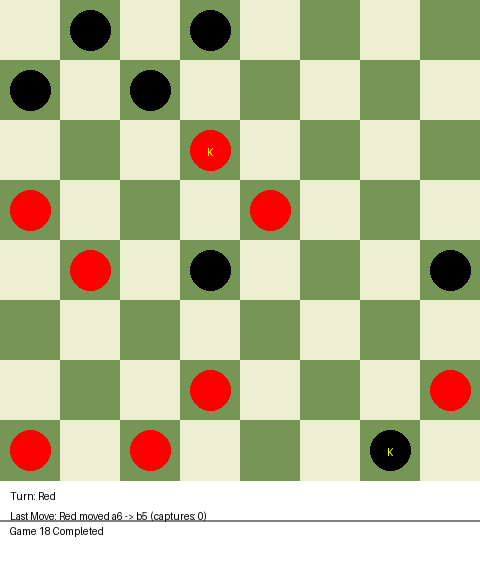 K
K
Turn: Red
Last Move: Red moved a6 -> b5 (captures: 0)
Game 18 Completed